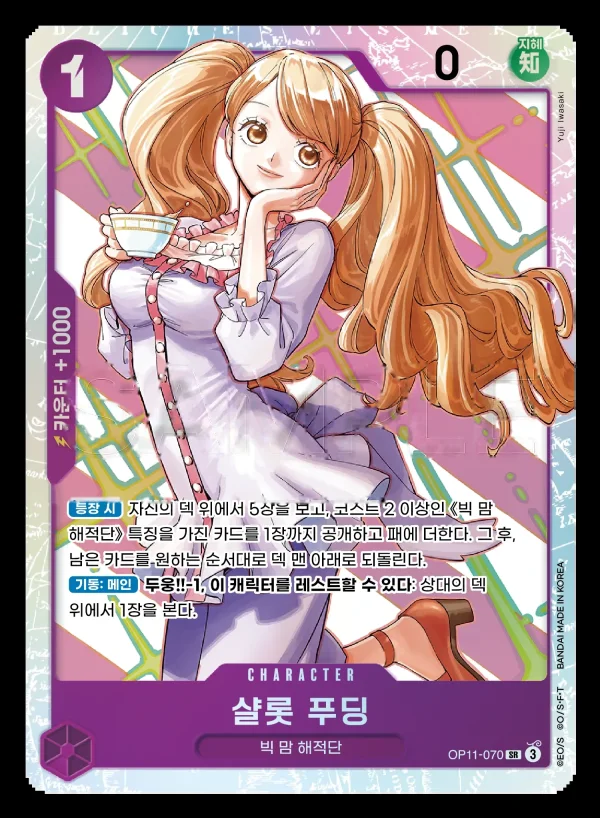 1
0
지혜
知
Yuji Iwasaki
카운터 +1000
SAMPLE
등장 시 자신의 덱 위에서 5장을 보고, 코스트 2 이상인 《빅 맘
해적단》 특징을 가진 카드를 1장까지 공개하고 패에 더한다. 그 후,
남은 카드를 원하는 순서대로 덱 맨 아래로 되돌린다.
기동: 메인 두웅!!-1, 이 캐릭터를 레스트할 수 있다: 상대의 덱
위에서 1장을 본다.
CHARACTER
샬롯 푸딩
빅 맘 해적단
OP11-070 SR 3
©EO/S ©O/S·F·T BANDAI MADE IN KOREA